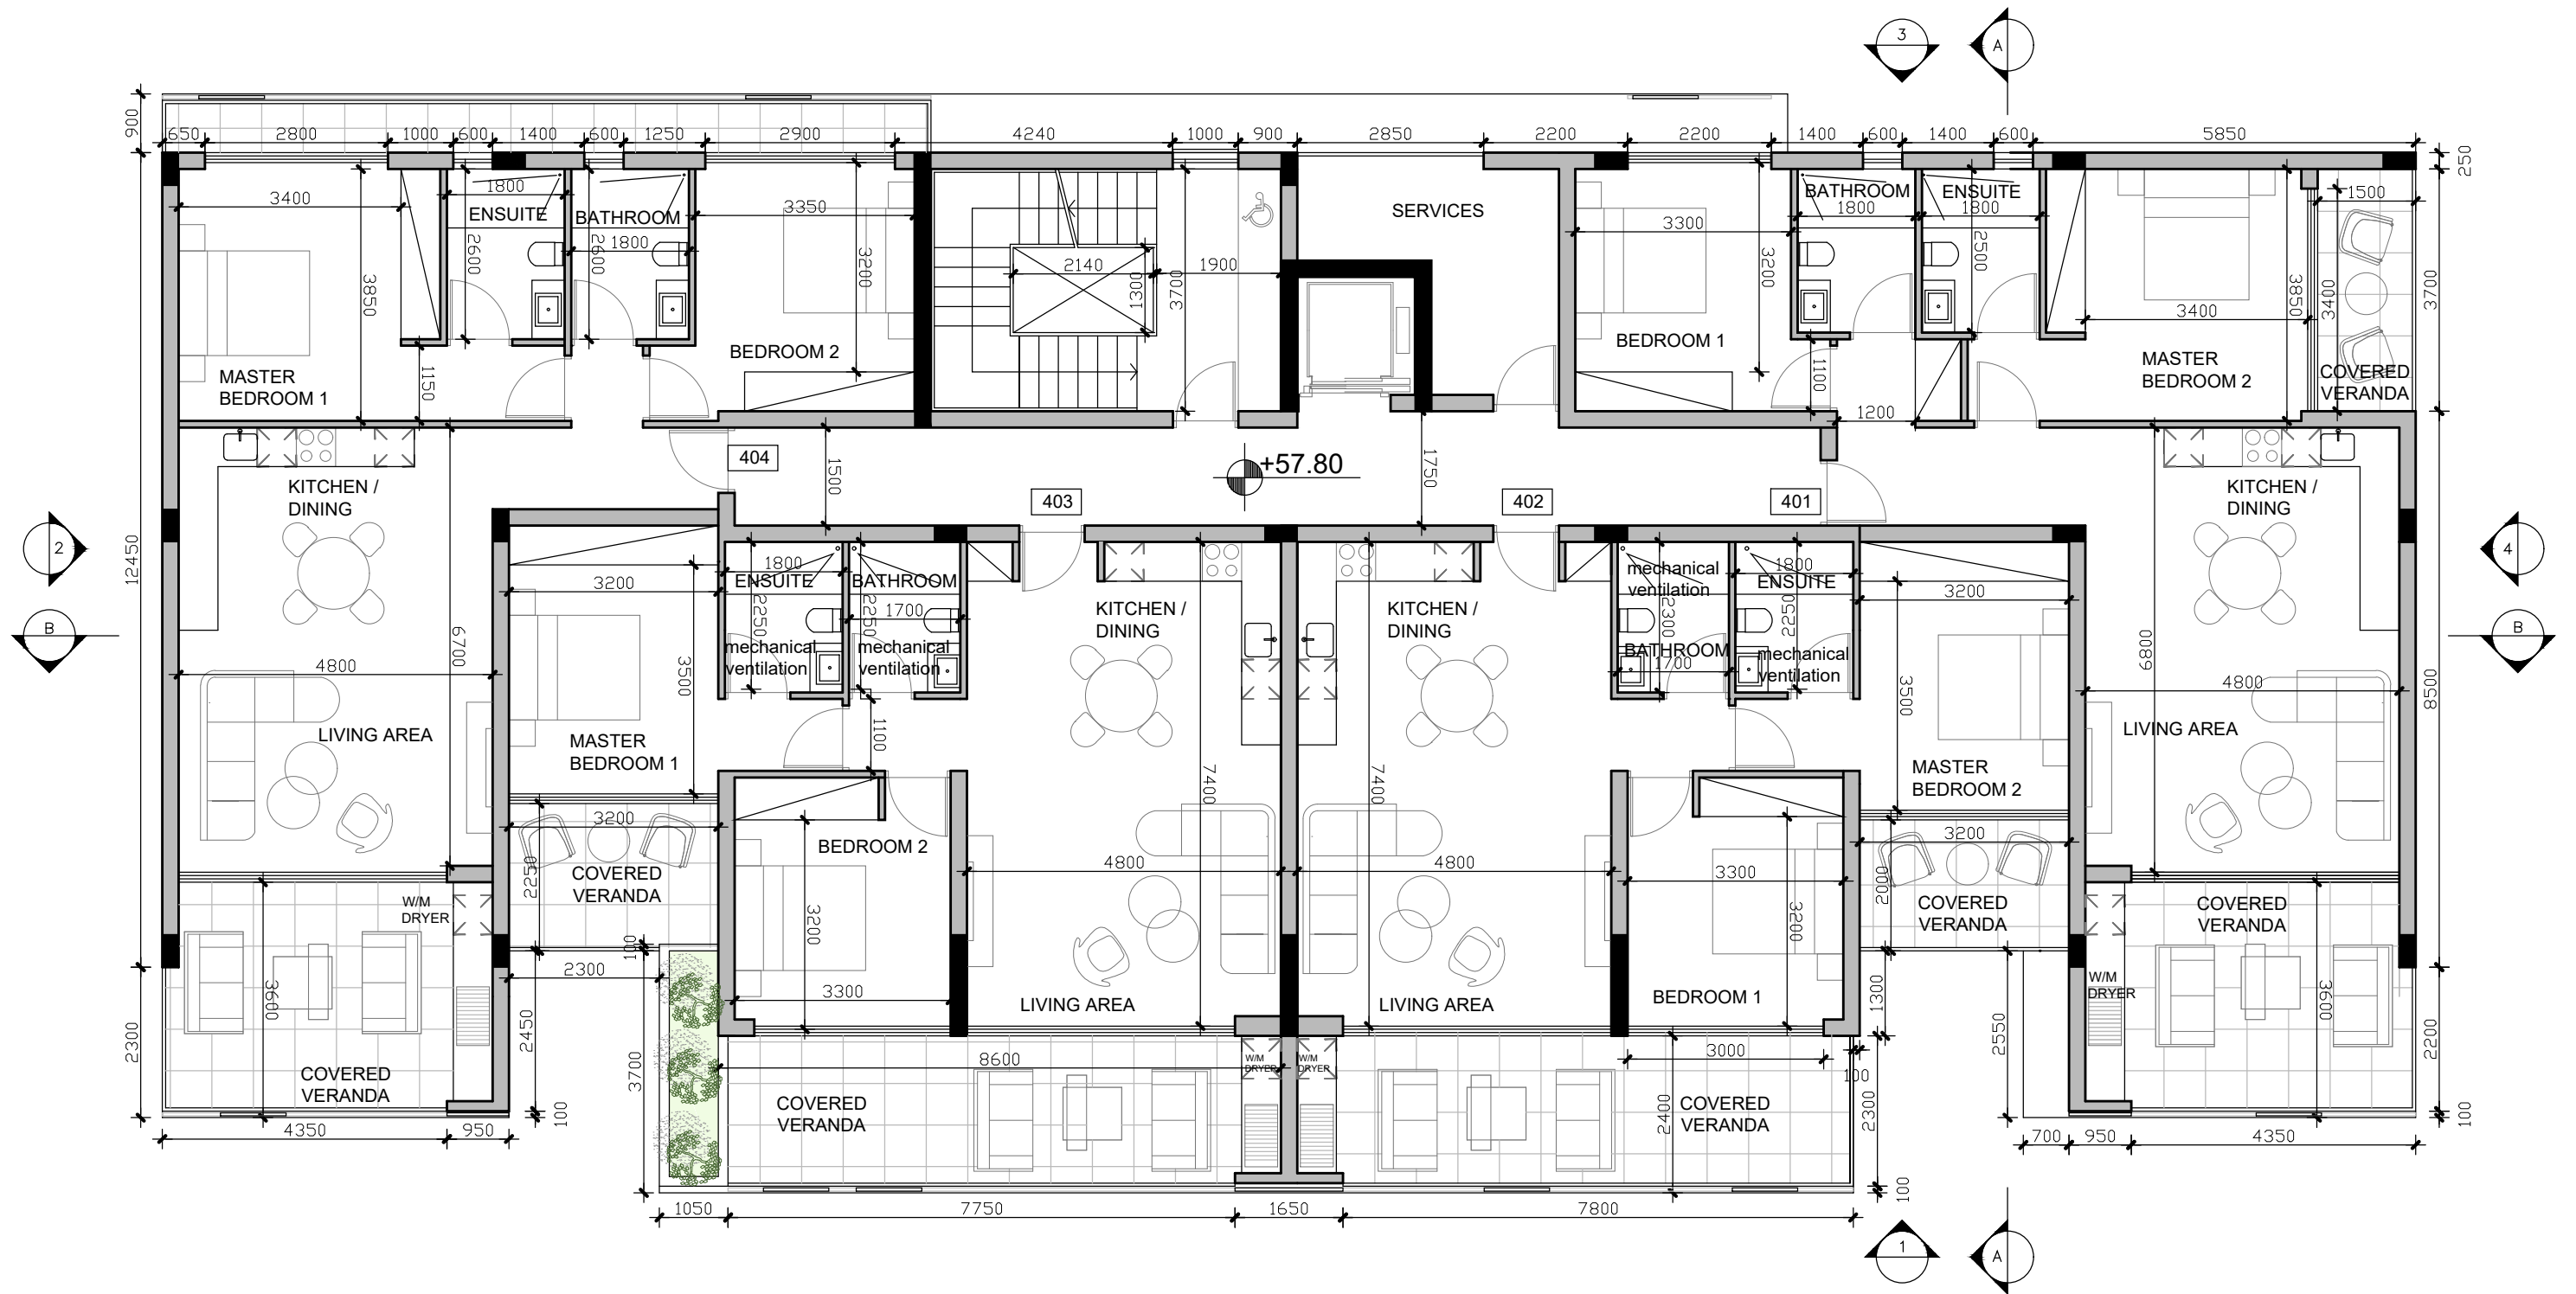 3
A
900
650
2800
1000
600
1400
600
1250
2900
4240
1000
900
2850
2200
2200
1400
600
1400
600
5850
250
3400
1800
ENSUITE
BATHROOM
1800
3350
SERVICES
BATHROOM
1800
ENSUITE
1800
1500
3300
2600
2600
3850
3200
2140
1300
3700
1900
3200
2500
3850
3400
3700
3400
MASTER
BEDROOM 1
1150
BEDROOM 2
BEDROOM 1
1100
1200
MASTER
BEDROOM 2
COVERED
VERANDA
404
1500
+57.80
1750
403
402
401
KITCHEN /
DINING
KITCHEN /
DINING
2
B
12450
4
B
8500
3200
1800
ENSUITE
2250
mechanical
ventilation
BATHROOM
2250
1700
mechanical
ventilation
KITCHEN /
DINING
KITCHEN /
DINING
mechanical
ventilation
2300
BATHROOM
1700
1800
ENSUITE
2250
mechanical
ventilation
3200
6700
4800
3500
6800
4800
3500
LIVING AREA
MASTER
BEDROOM 1
1100
7400
7400
MASTER
BEDROOM 2
LIVING AREA
3200
2250
COVERED
VERANDA
BEDROOM 2
3200
3300
4800
4800
3300
3200
3200
2000
COVERED
VERANDA
COVERED
VERANDA
W/M
DRYER
100
2300
LIVING AREA
LIVING AREA
BEDROOM 1
1300
W/M
DRYER
3600
3600
2300
2450
2550
2200
COVERED
VERANDA
3700
8600
W/M
DRYER
W/M
DRYER
3000
100
COVERED
VERANDA
2400
COVERED
VERANDA
2300
100
100
4350
950
700
950
4350
100
1050
7750
1650
7800
1
A